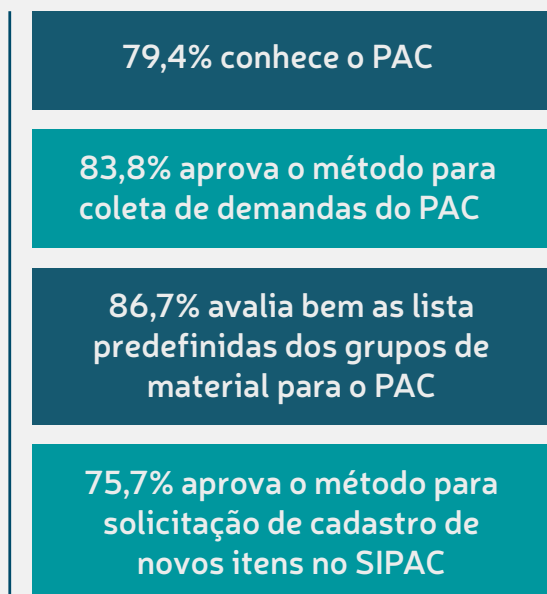 79,4% conhece o PAC
83,8% aprova o método para
coleta de demandas do PAC
86,7% avalia bem as lista
predefinidas dos grupos de
material para o PAC
75,7% aprova o método para
solicitação de cadastro de
novos itens no SIPAC